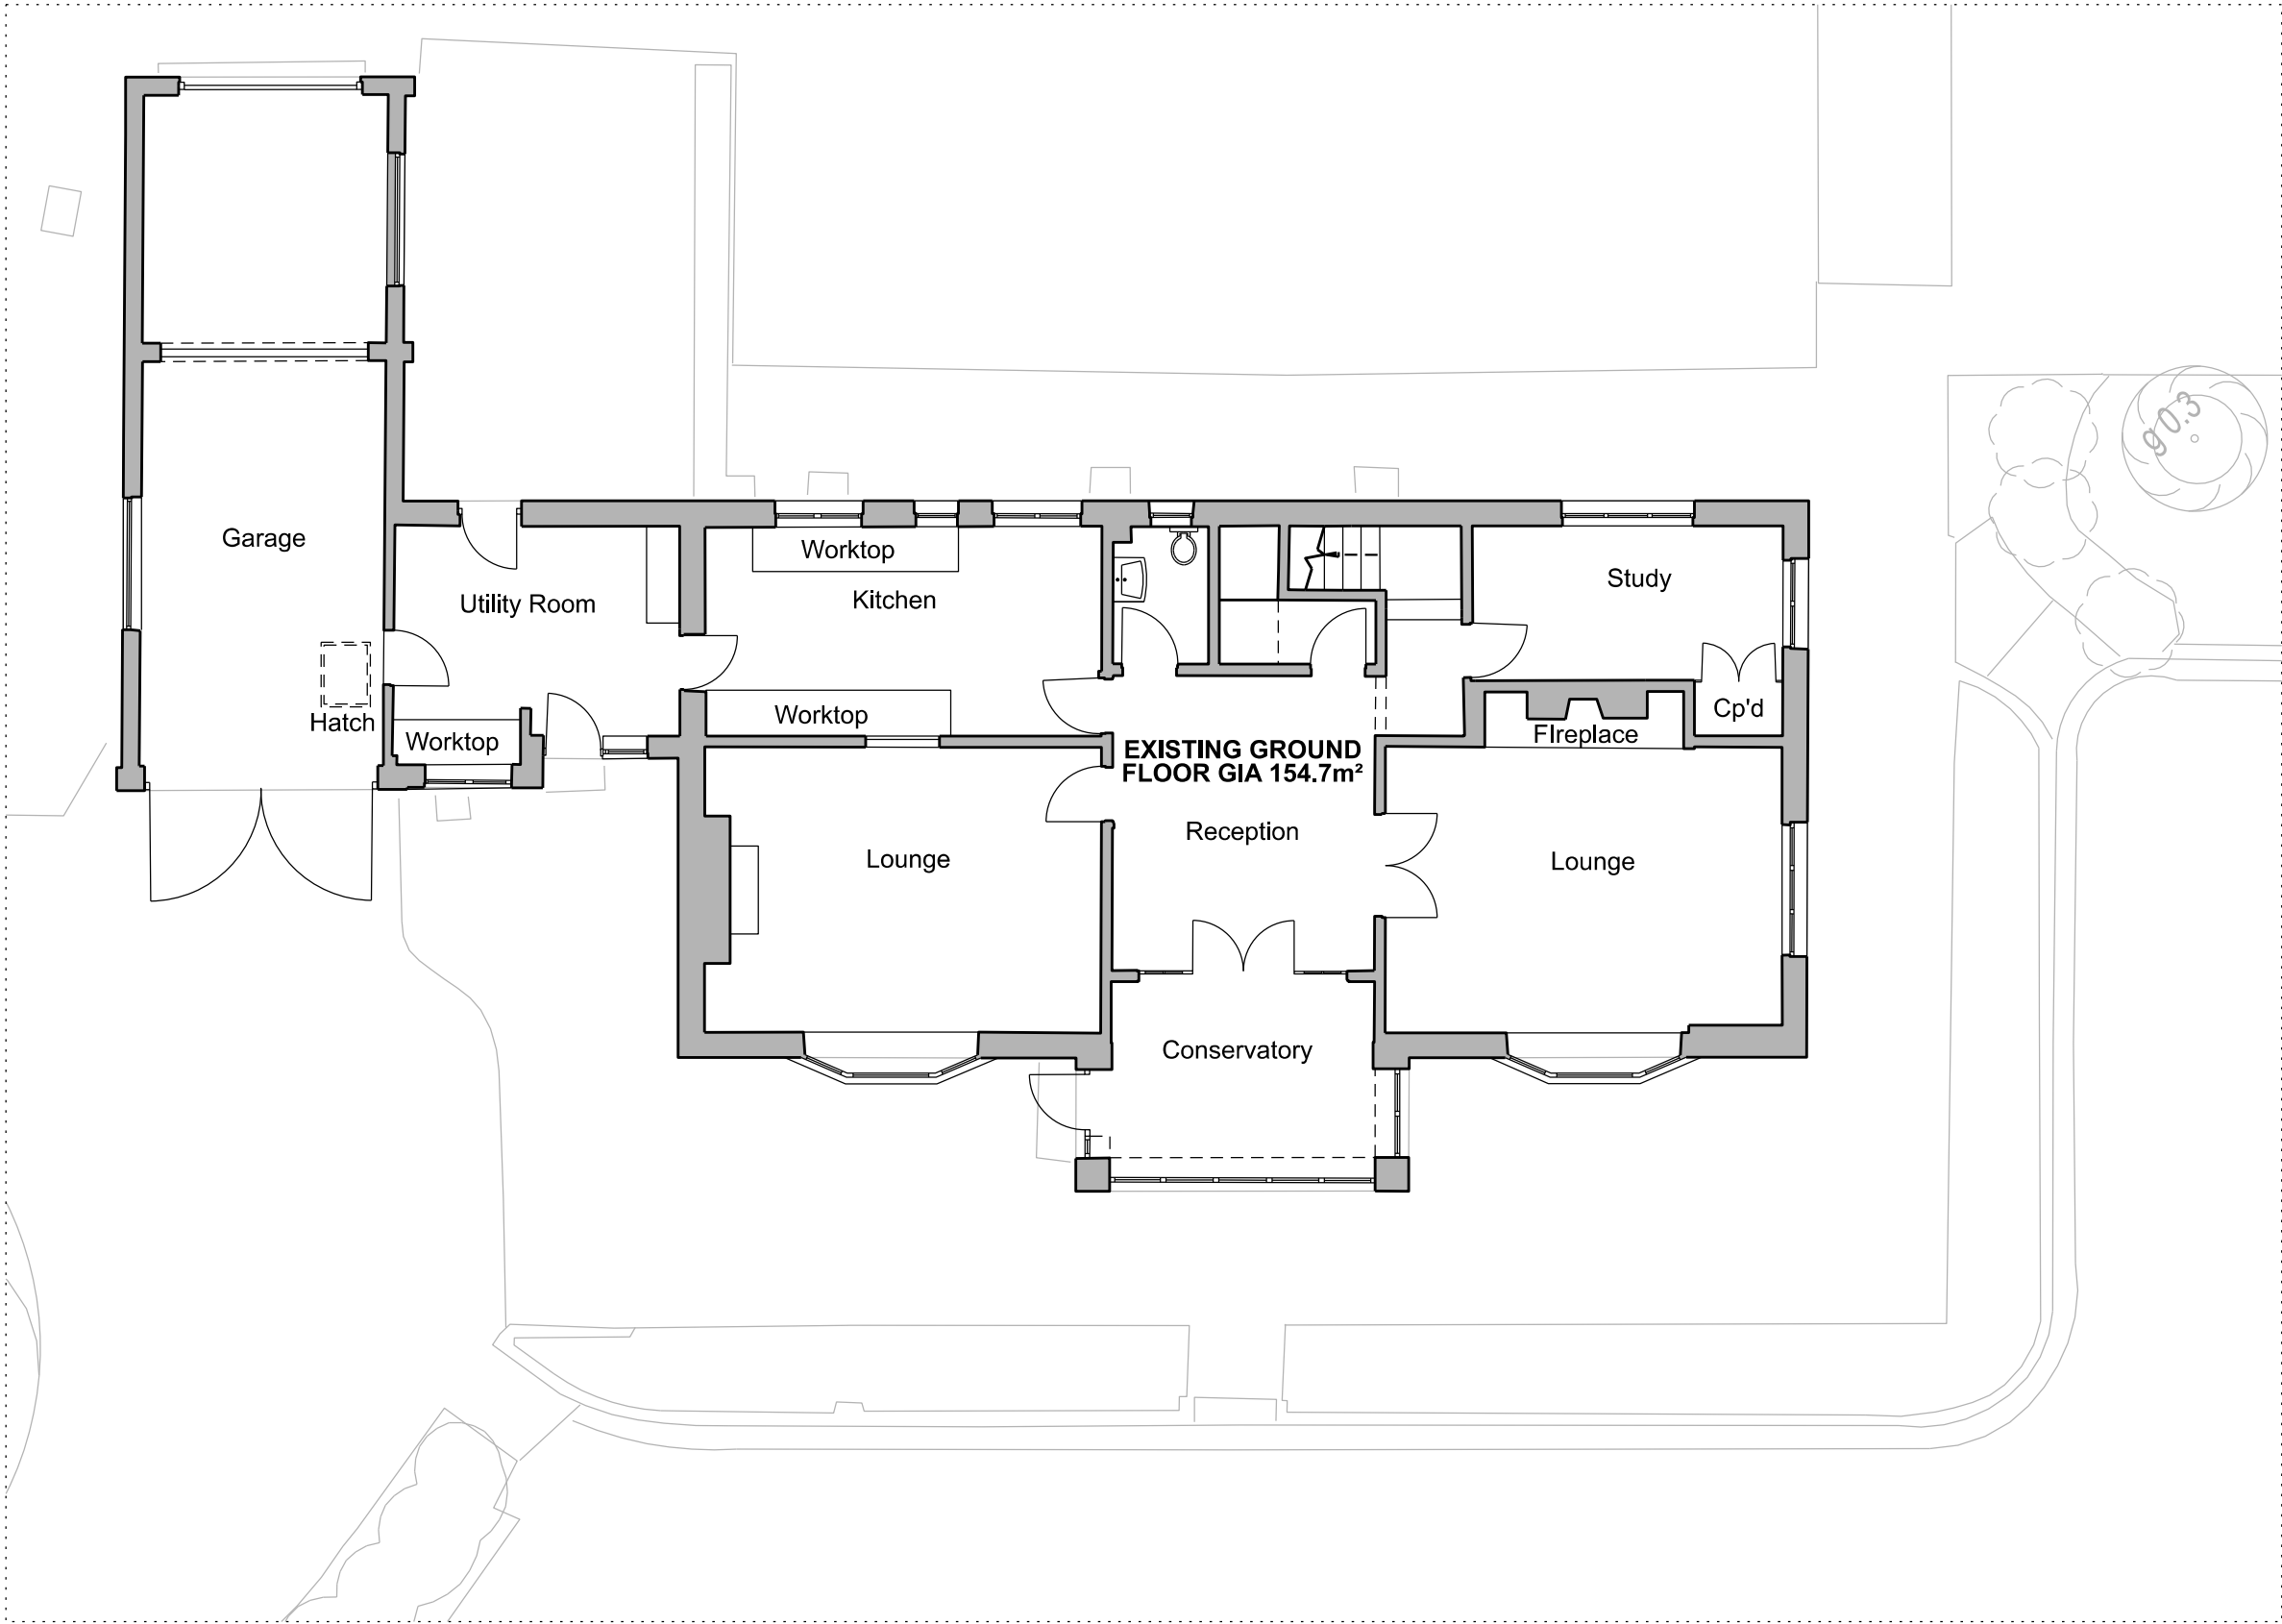 g 0.3
Garage
Worktop
Study
Utility Room
Kitchen
Hatch
Worktop
Cp'd
Worktop
FIreplace
EXISTING GROUND
FLOOR GIA 154.7m²
Reception
Lounge
Lounge
Conservatory